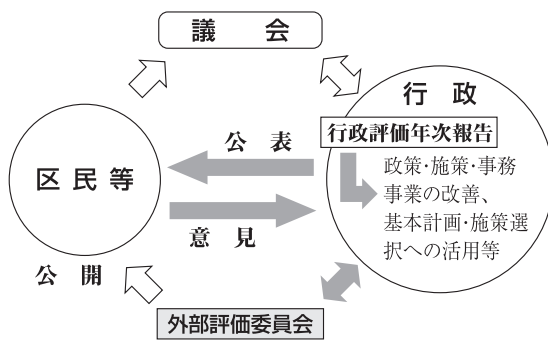 議会
行政
行政評価年次報告
公表
政策・施策・事務
事業の改善、
基本計画・施策選
択への活用等
区民等
意見
公開
外部評価委員会